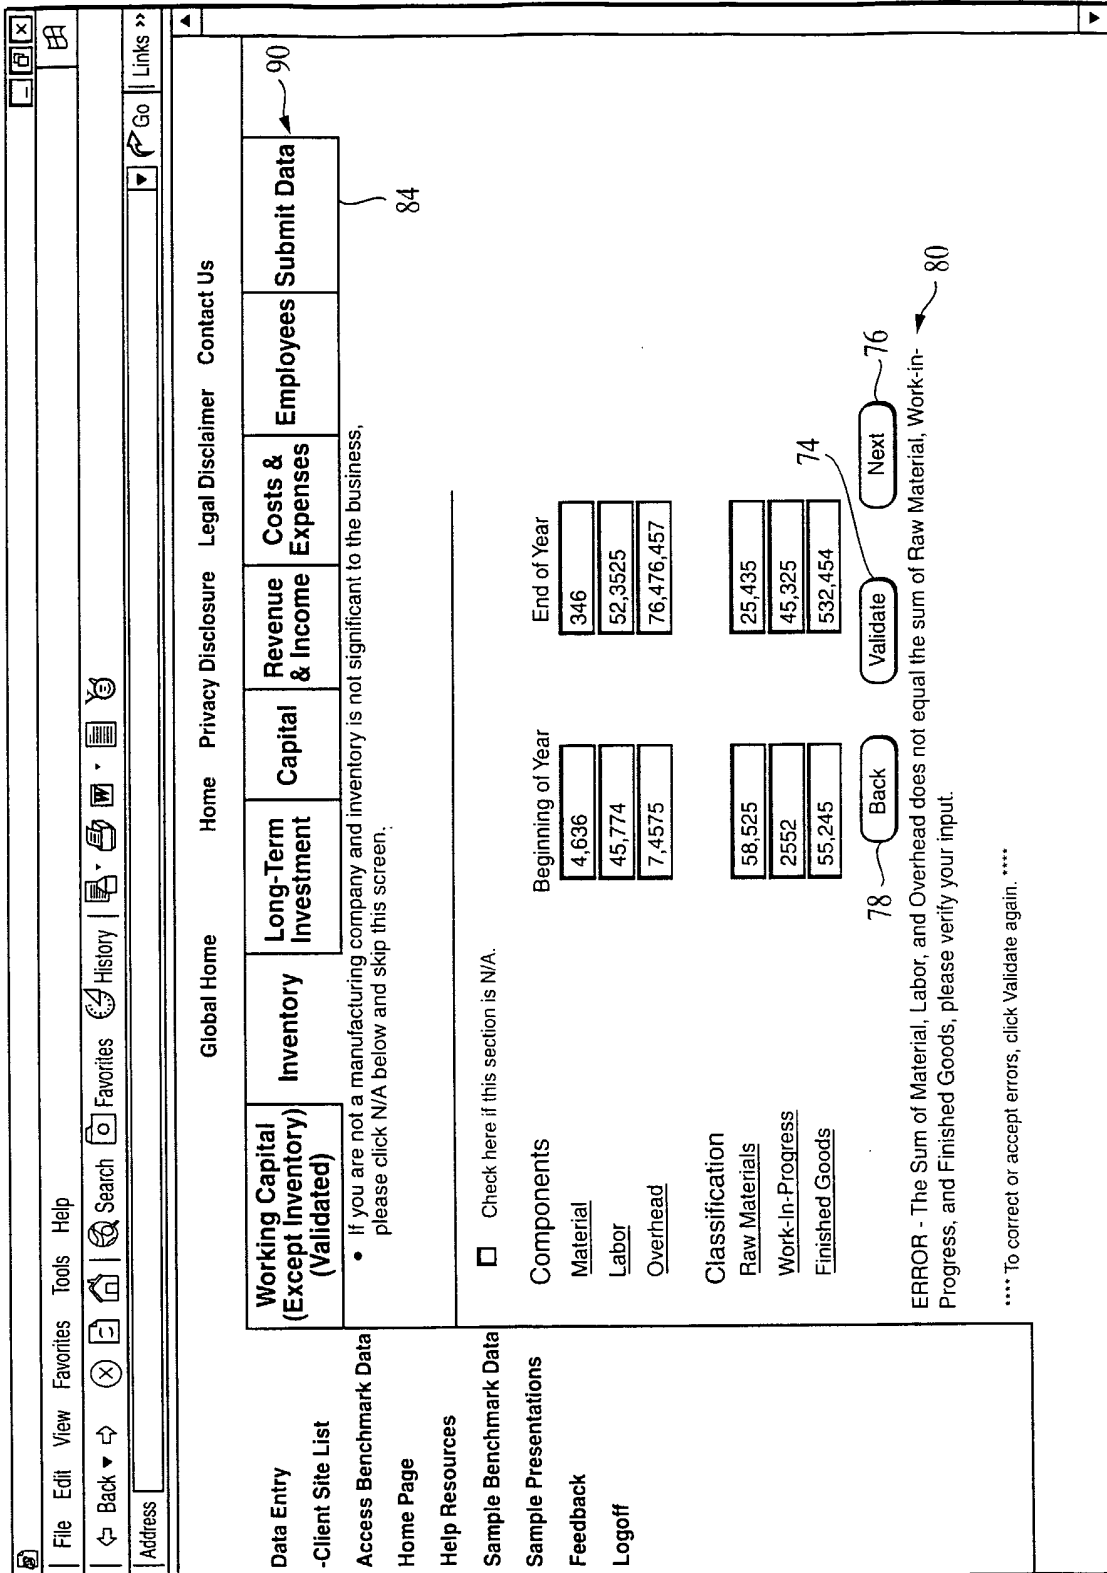 File Edit View Favorites Tools Help
Back Search Favorites History W
Address Go Links »
Global Home Home Privacy Disclosure Legal Disclaimer Contact Us
Data Entry
-Client Site List
Access Benchmark Data
Home Page
Help Resources
Sample Benchmark Data
Sample Presentations
Feedback
Logoff
Working Capital
(Except Inventory)
(Validated)
Inventory
Long-Term
Investment
Capital
Revenue
& Income
Costs &
Expenses
Employees
Submit Data
90
84
• If you are not a manufacturing company and inventory is not significant to the business,
please click N/A below and skip this screen.
Check here if this section is N/A.
Beginning of Year End of Year
Components
Material 4,636 346
Labor 45,774 52,3525
Overhead 7,4575 76,476,457
Classification
Raw Materials 58,525 25,435
Work-In-Progress 2552 45,325
Finished Goods 55,245 532,454
74
78 Back Validate Next 76
ERROR - The Sum of Material, Labor, and Overhead does not equal the sum of Raw Material, Work-in-
Progress, and Finished Goods, please verify your input.
80
**** To correct or accept errors, click Validate again. ****